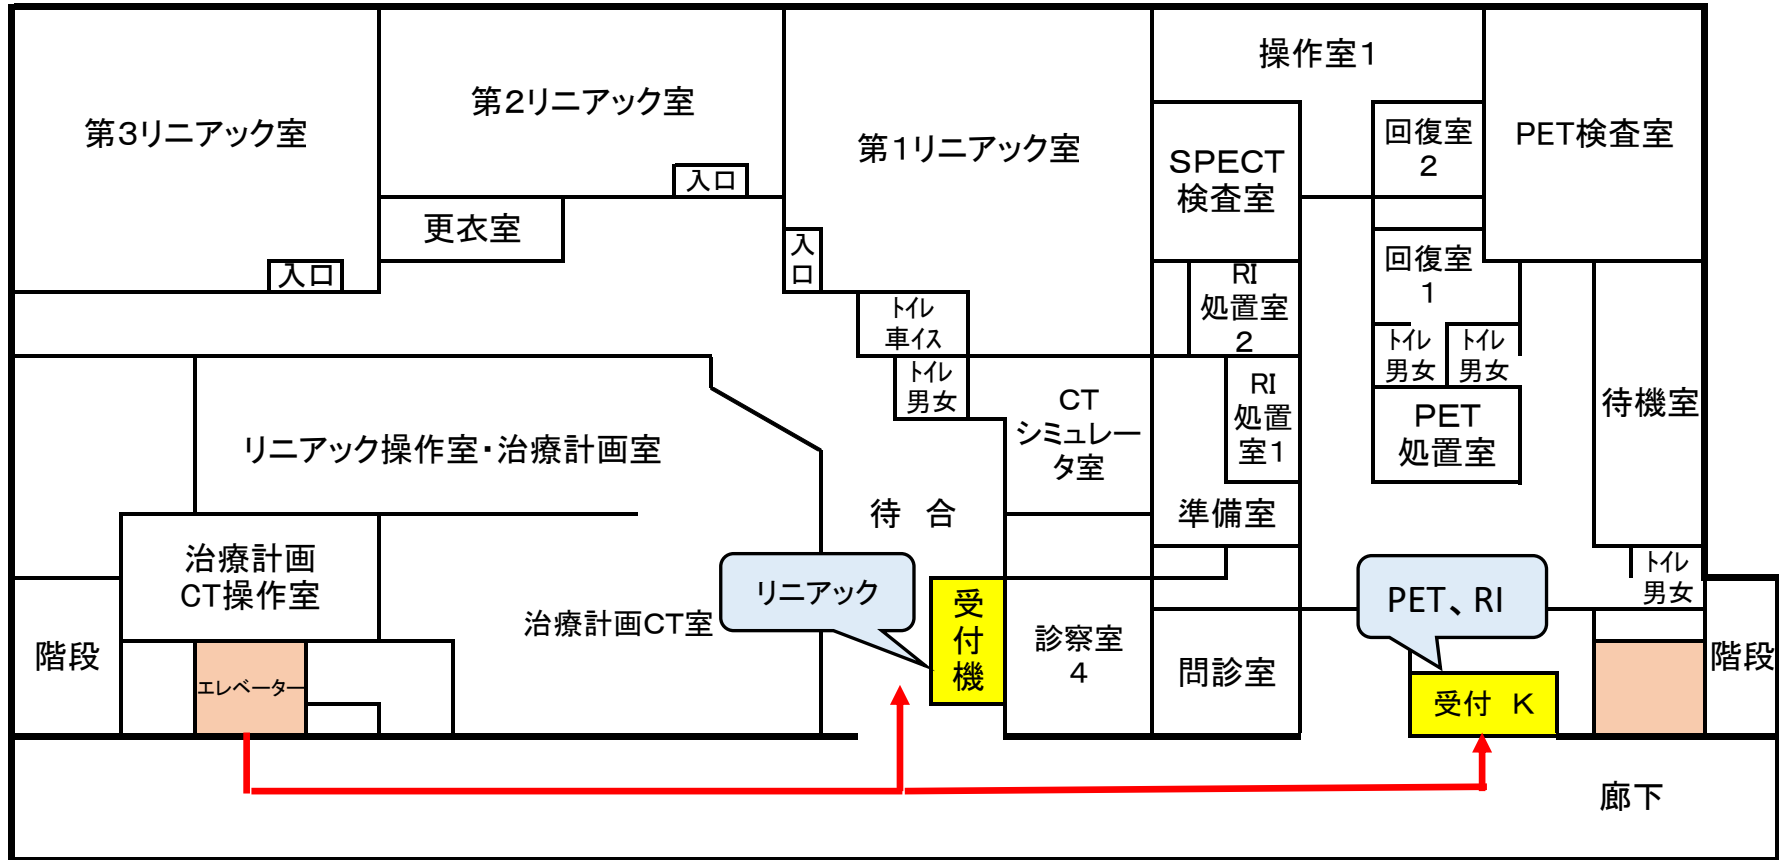 操作室1
第3リニアック室
第2リニアック室
第1リニアック室
入口
更衣室
入口
入
口
SPECT
検査室
回復室
2
PET検査室
回復室
1
RI
処置室
2
トイレ
車イス
トイレ
男女
トイレ
男女
トイレ
男女
RI
処置
室1
CT
シミュレー
タ室
PET
処置室
待機室
リニアック操作室・治療計画室
待 合
準備室
治療計画
CT操作室
リニアック
受
付
機
PET、RI
トイレ
男女
階段
治療計画CT室
診察室
4
問診室
階段
エレベーター
受付 K
廊下